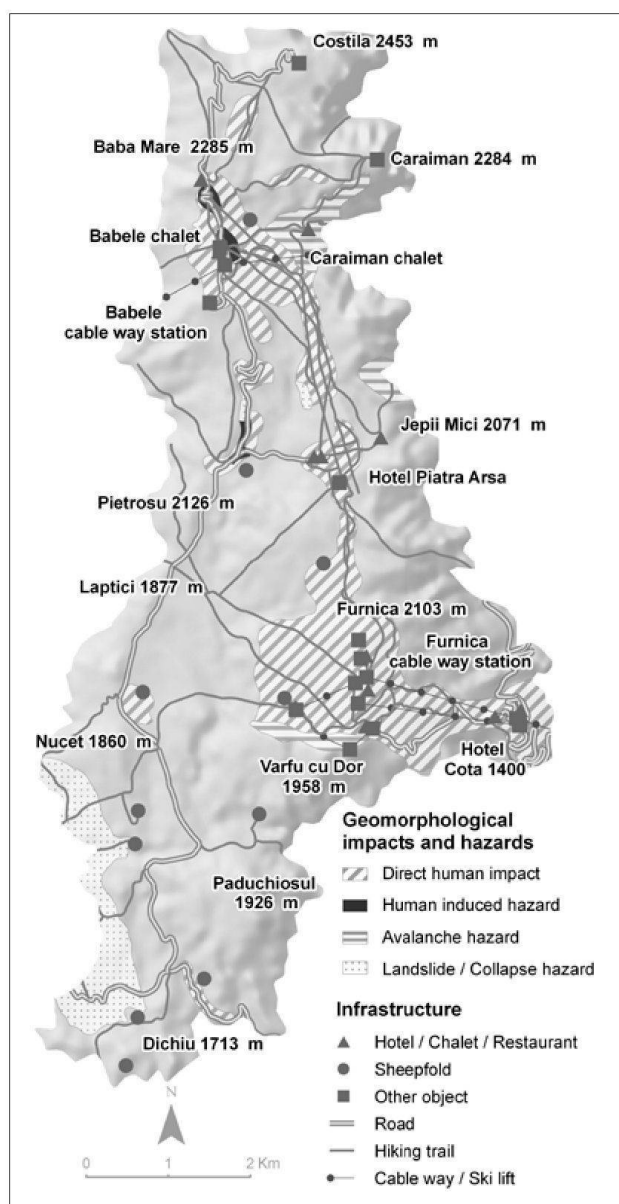 Costila 2453 m
Baba Mare 2285 m
Caraiman 2284 m
Babele chalet
Caraiman chalet
Babele
cable way station
Jepii Mici 2071 m
Hotel Piatra Arsa
Pietrosu 2126 m
Laptici 1877 m
Furnica 2103 m
Furnica
cable way station
Nucet 1860 m
Hotel
Cota 1400
Varfu cu Dor
1958 m
Paduchiosul
1926 m
Dichiu 1713 m
Geomorphological
impacts and hazards
Direct human impact
Human induced hazard
Avalanche hazard
Landslide / Collapse hazard
Infrastructure
Hotel / Chalet / Restaurant
Sheepfold
Other object
Road
Hiking trail
Cable way / Ski lift
N
0 1 2 Km